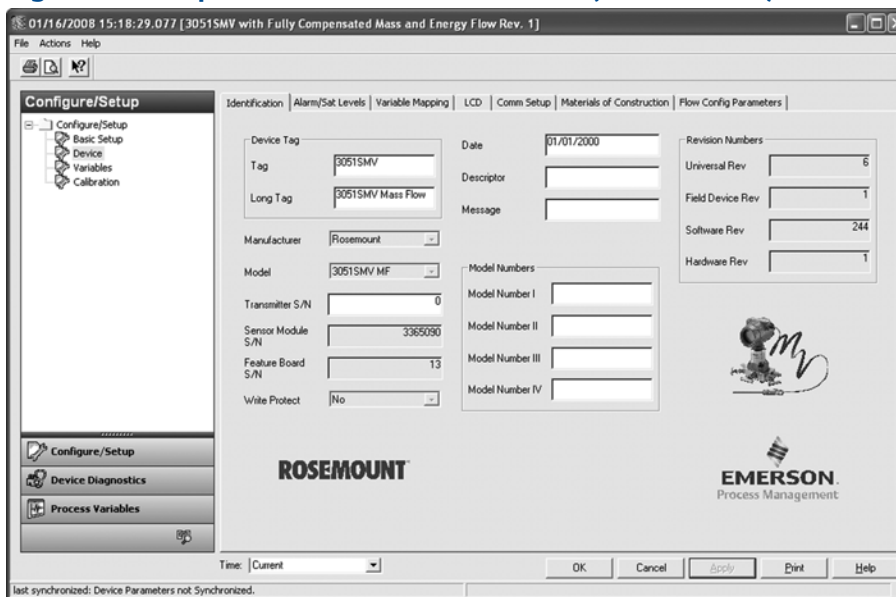 01/16/2008 15:18:29.077 [3051SMV with Fully Compensated Mass and Energy Flow Rev. 1]
File Actions Help
Configure/Setup
Configure/Setup
Basic Setup
Device
Variables
Calibration
Configure/Setup
Device Diagnostics
Process Variables
Identification Alarm/Sat Levels Variable Mapping LCD Comm Setup Materials of Construction Flow Config Parameters
Device Tag
Tag 3051SMV
Long Tag 3051SMV Mass Flow
Manufacturer Rosemount
Model 3051SMV MF
Transmitter S/N 0
Sensor Module S/N 3365090
Feature Board S/N 13
Write Protect No
Date 01/01/2000
Descriptor
Message
Model Numbers
Model Number I
Model Number II
Model Number III
Model Number IV
Revision Numbers
Universal Rev 6
Field Device Rev 1
Software Rev 244
Hardware Rev 1
MV
ROSEMOUNT
EMERSON.
Process Management
Time: Current
OK Cancel Apply Print Help
last synchronized: Device Parameters not Synchronized.